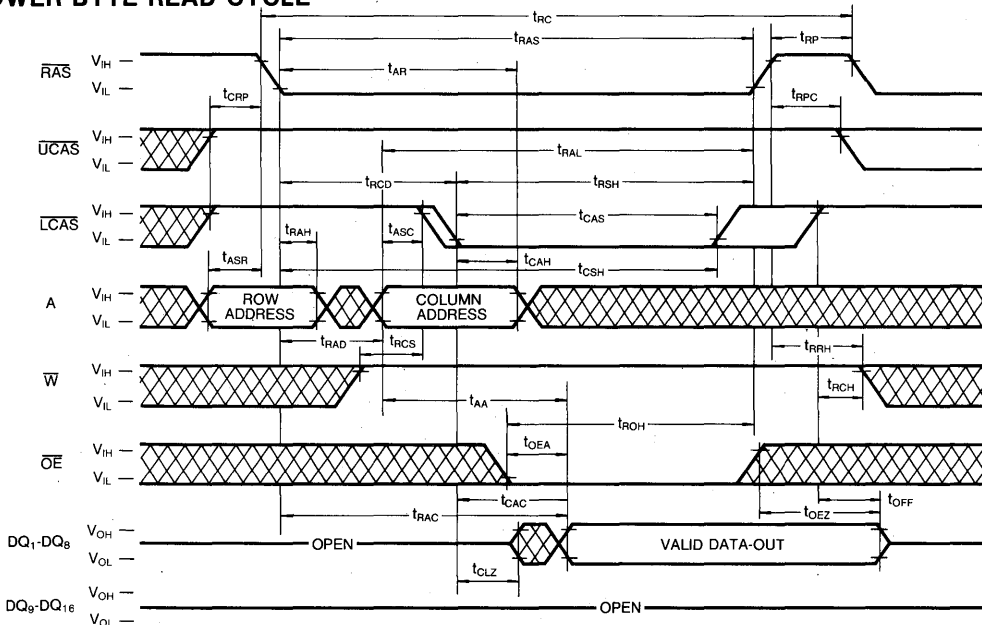 LOWER BYTE READ CYCLE
tRC
tRAS
tRP
RAS
VIH
VIL
tAR
tCRP
tRPC
UCAS
VIH
VIL
tRAL
tRCD
tRSH
LCAS
VIH
VIL
tCAS
tRAH
tASC
tCAH
tASR
tCSH
A
VIH
VIL
ROW
ADDRESS
COLUMN
ADDRESS
tRAD
tRCS
tRRH
W
VIH
VIL
tRCH
tAA
tROH
OE
VIH
VIL
tOEA
tCAC
tOFF
tRAC
tOEZ
DQ1-DQ8
VOH
VOL
OPEN
VALID DATA-OUT
tCLZ
DQ9-DQ16
VOH
VOL
OPEN